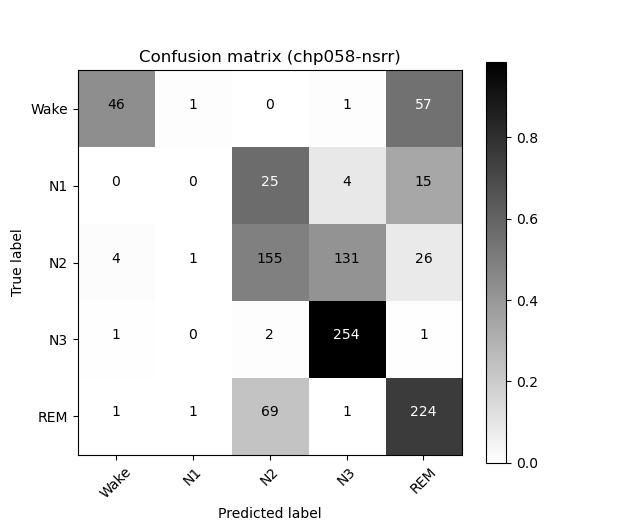 Confusion matrix (chp058-nsrr)
Wake 46 1 0 1 57
N1 0 0 25 4 15
N2 4 1 155 131 26
N3 1 0 2 254 1
REM 1 1 69 1 224
Wake N1 N2 N3 REM
Predicted label
True label
0.8
0.6
0.4
0.2
0.0